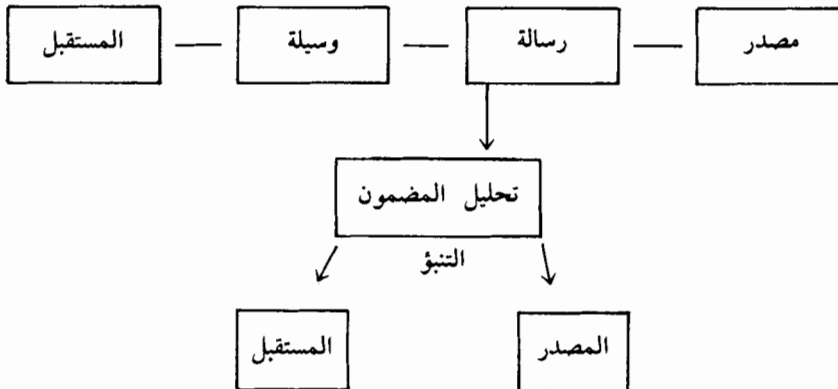 مصدر رسالة وسيلة المستقبل
تحليل المضمون
التنبؤ
المصدر المستقبل